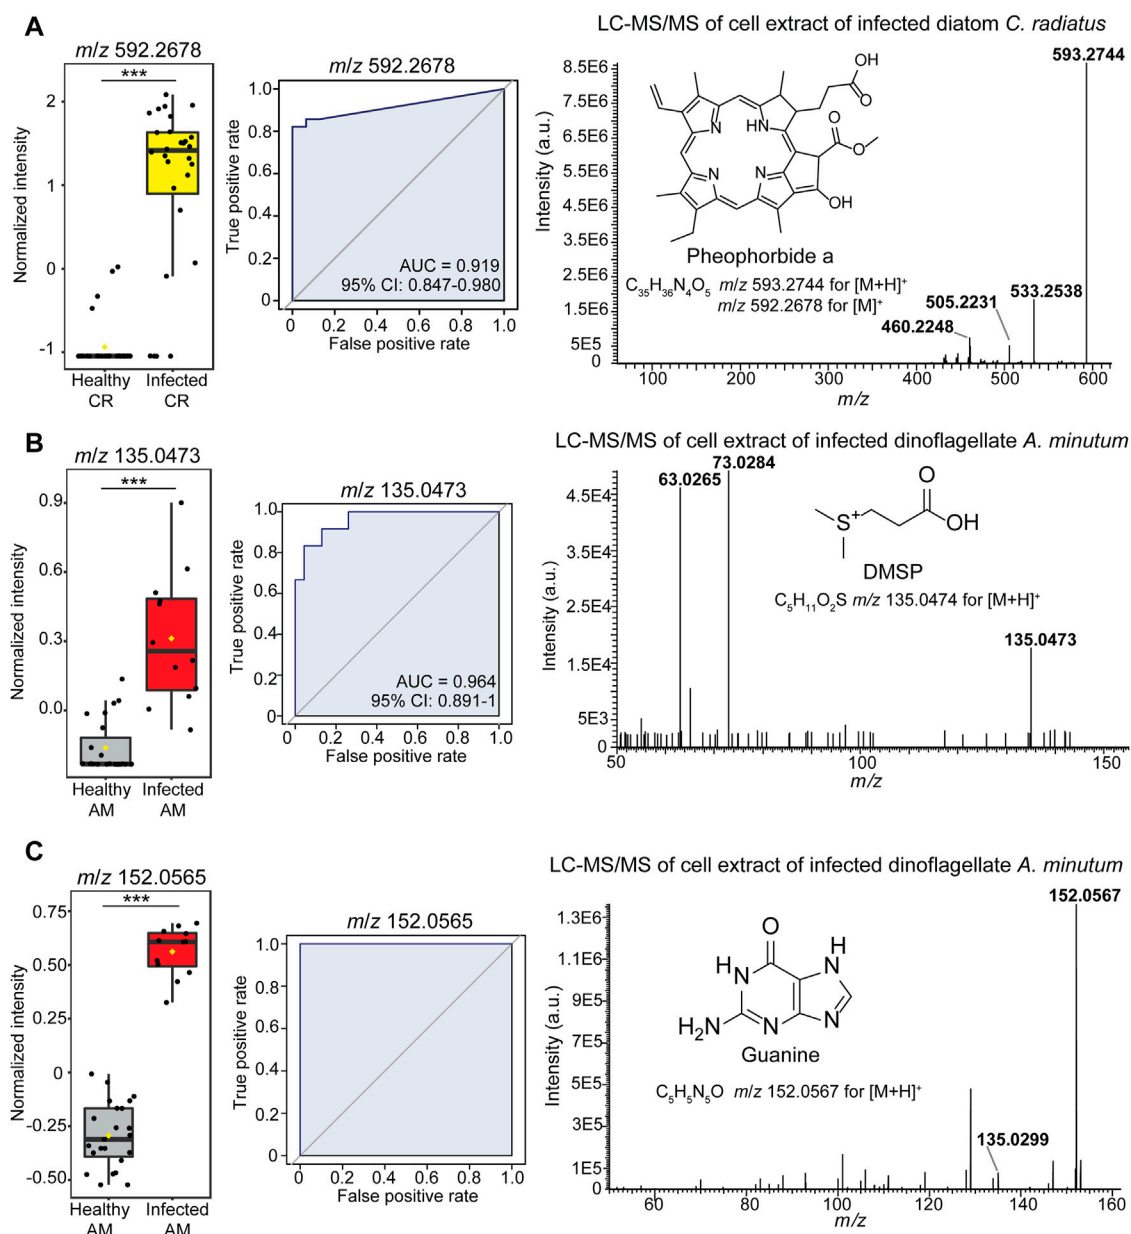 A
LC-MS/MS of cell extract of infected diatom C. radiatus
m/z 592.2678
***
Normalized intensity
2
1
0
-1
Healthy CR
Infected CR
m/z 592.2678
True positive rate
1.0
0.8
0.6
0.4
0.2
0
AUC = 0.919
95% CI: 0.847-0.980
0 0.2 0.4 0.6 0.8 1.0
False positive rate
593.2744
Intensity (a.u.)
8.5E6
7.5E6
6.5E6
5.5E6
4.5E6
3.5E6
2.5E6
1.5E6
5E5
0
OH
O
N
HN
O
O
N
N
OH
Pheophorbide a
C35H36N4O5 m/z 593.2744 for [M+H]+
m/z 592.2678 for [M]+
533.2538
505.2231
460.2248
100 200 300 400 500 600
m/z
B
LC-MS/MS of cell extract of infected dinoflagellate A. minutum
m/z 135.0473
***
Normalized intensity
0.9
0.6
0.3
0.0
Healthy AM
Infected AM
m/z 135.0473
True positive rate
1.0
0.8
0.6
0.4
0.2
0
AUC = 0.964
95% CI: 0.891-1
0 0.2 0.4 0.6 0.8 1.0
False positive rate
73.0284
63.0265
Intensity (a.u.)
4.5E4
3.5E4
2.5E4
1.5E4
5E3
0
O
S+
OH
DMSP
C5H11O2S m/z 135.0474 for [M+H]+
135.0473
50 100 150
m/z
C
LC-MS/MS of cell extract of infected dinoflagellate A. minutum
m/z 152.0565
***
Normalized intensity
0.75
0.50
0.25
0
-0.25
-0.50
Healthy AM
Infected AM
m/z 152.0565
True positive rate
1.0
0.8
0.6
0.4
0.2
0
0 0.2 0.4 0.6 0.8 1.0
False positive rate
152.0567
Intensity (a.u.)
1.3E6
1.1E6
9E5
7E5
5E5
3E5
1E5
0
O
H
H
N
N
H2N
N
N
Guanine
C5H5N5O m/z 152.0567 for [M+H]+
135.0299
60 80 100 120 140 160
m/z